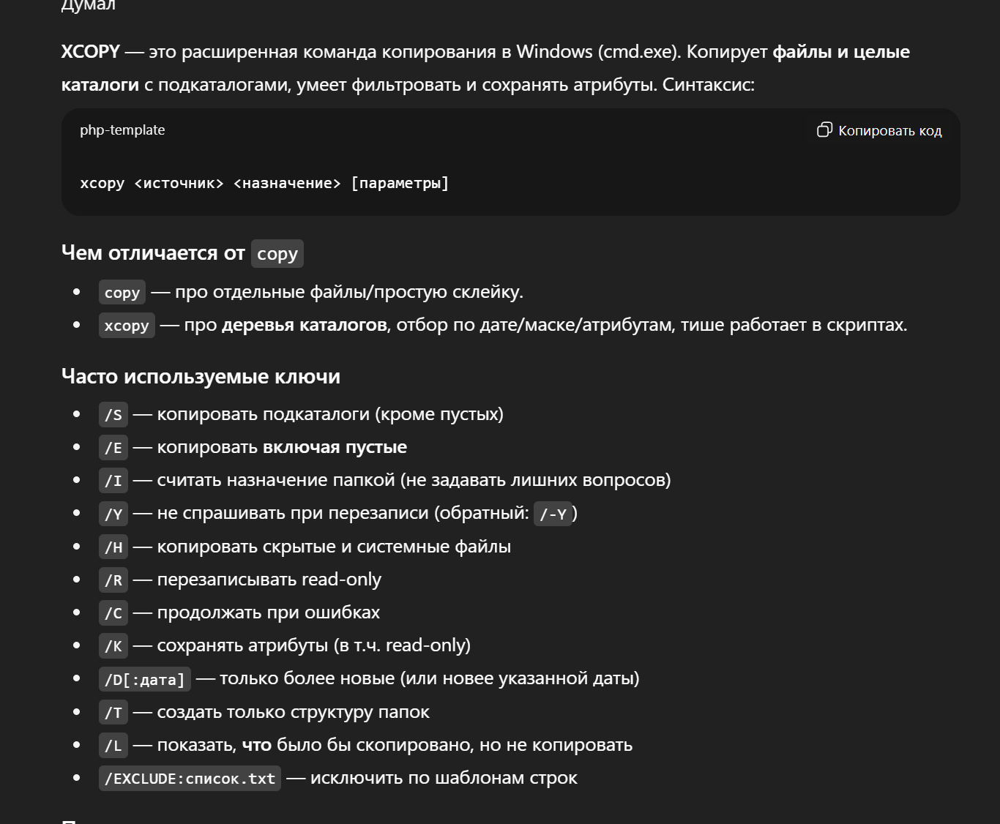 Думал
XCOPY — это расширенная команда копирования в Windows (cmd.exe). Копирует файлы и целые
каталоги с подкаталогами, умеет фильтровать и сохранять атрибуты. Синтаксис:
php-template
Копировать код
xcopy <источник> <назначение> [параметры]
Чем отличается от copy
copy — про отдельные файлы/простую склейку.
xcopy — про деревья каталогов, отбор по дате/маске/атрибутам, тише работает в скриптах.
Часто используемые ключи
/S — копировать подкаталоги (кроме пустых)
/E — копировать включая пустые
/I — считать назначение папкой (не задавать лишних вопросов)
/Y — не спрашивать при перезаписи (обратный: /-Y)
/H — копировать скрытые и системные файлы
/R — перезаписывать read-only
/C — продолжать при ошибках
/K — сохранять атрибуты (в т.ч. read-only)
/D[:дата] — только более новые (или новее указанной даты)
/T — создать только структуру папок
/L — показать, что было бы скопировано, но не копировать
/EXCLUDE:список.txt — исключить по шаблонам строк